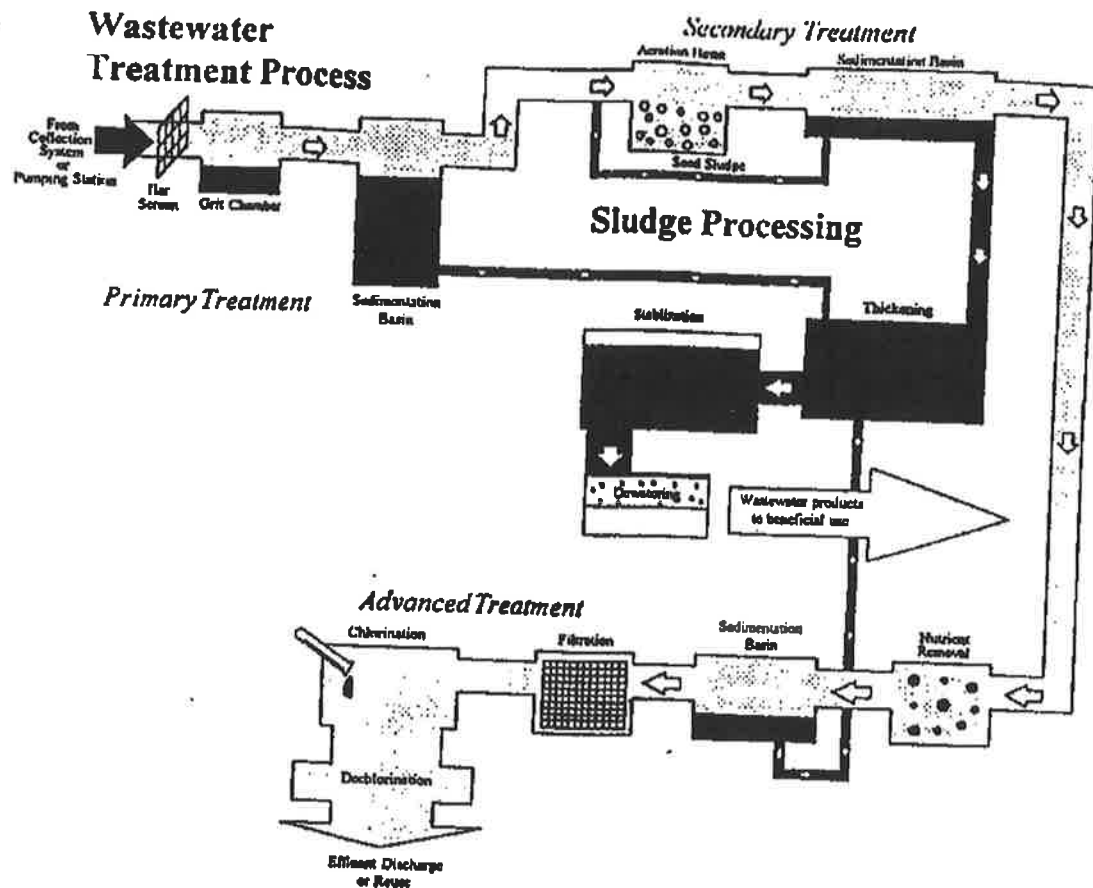 Wastewater
Treatment Process
From
Collection
System
or
Pumping Station
Bar
Screen
Grit Chamber
Primary Treatment
Sedimentation
Basin
Secondary Treatment
Aeration Basin
Seed Sludge
Sedimentation Basin
Sludge Processing
Thickening
Stabilization
Dewatering
Wastewater products
to beneficial use
Advanced Treatment
Nutrient
Removal
Sedimentation
Basin
Filtration
Chlorination
Dechlorination
Effluent Discharge
or Reuse